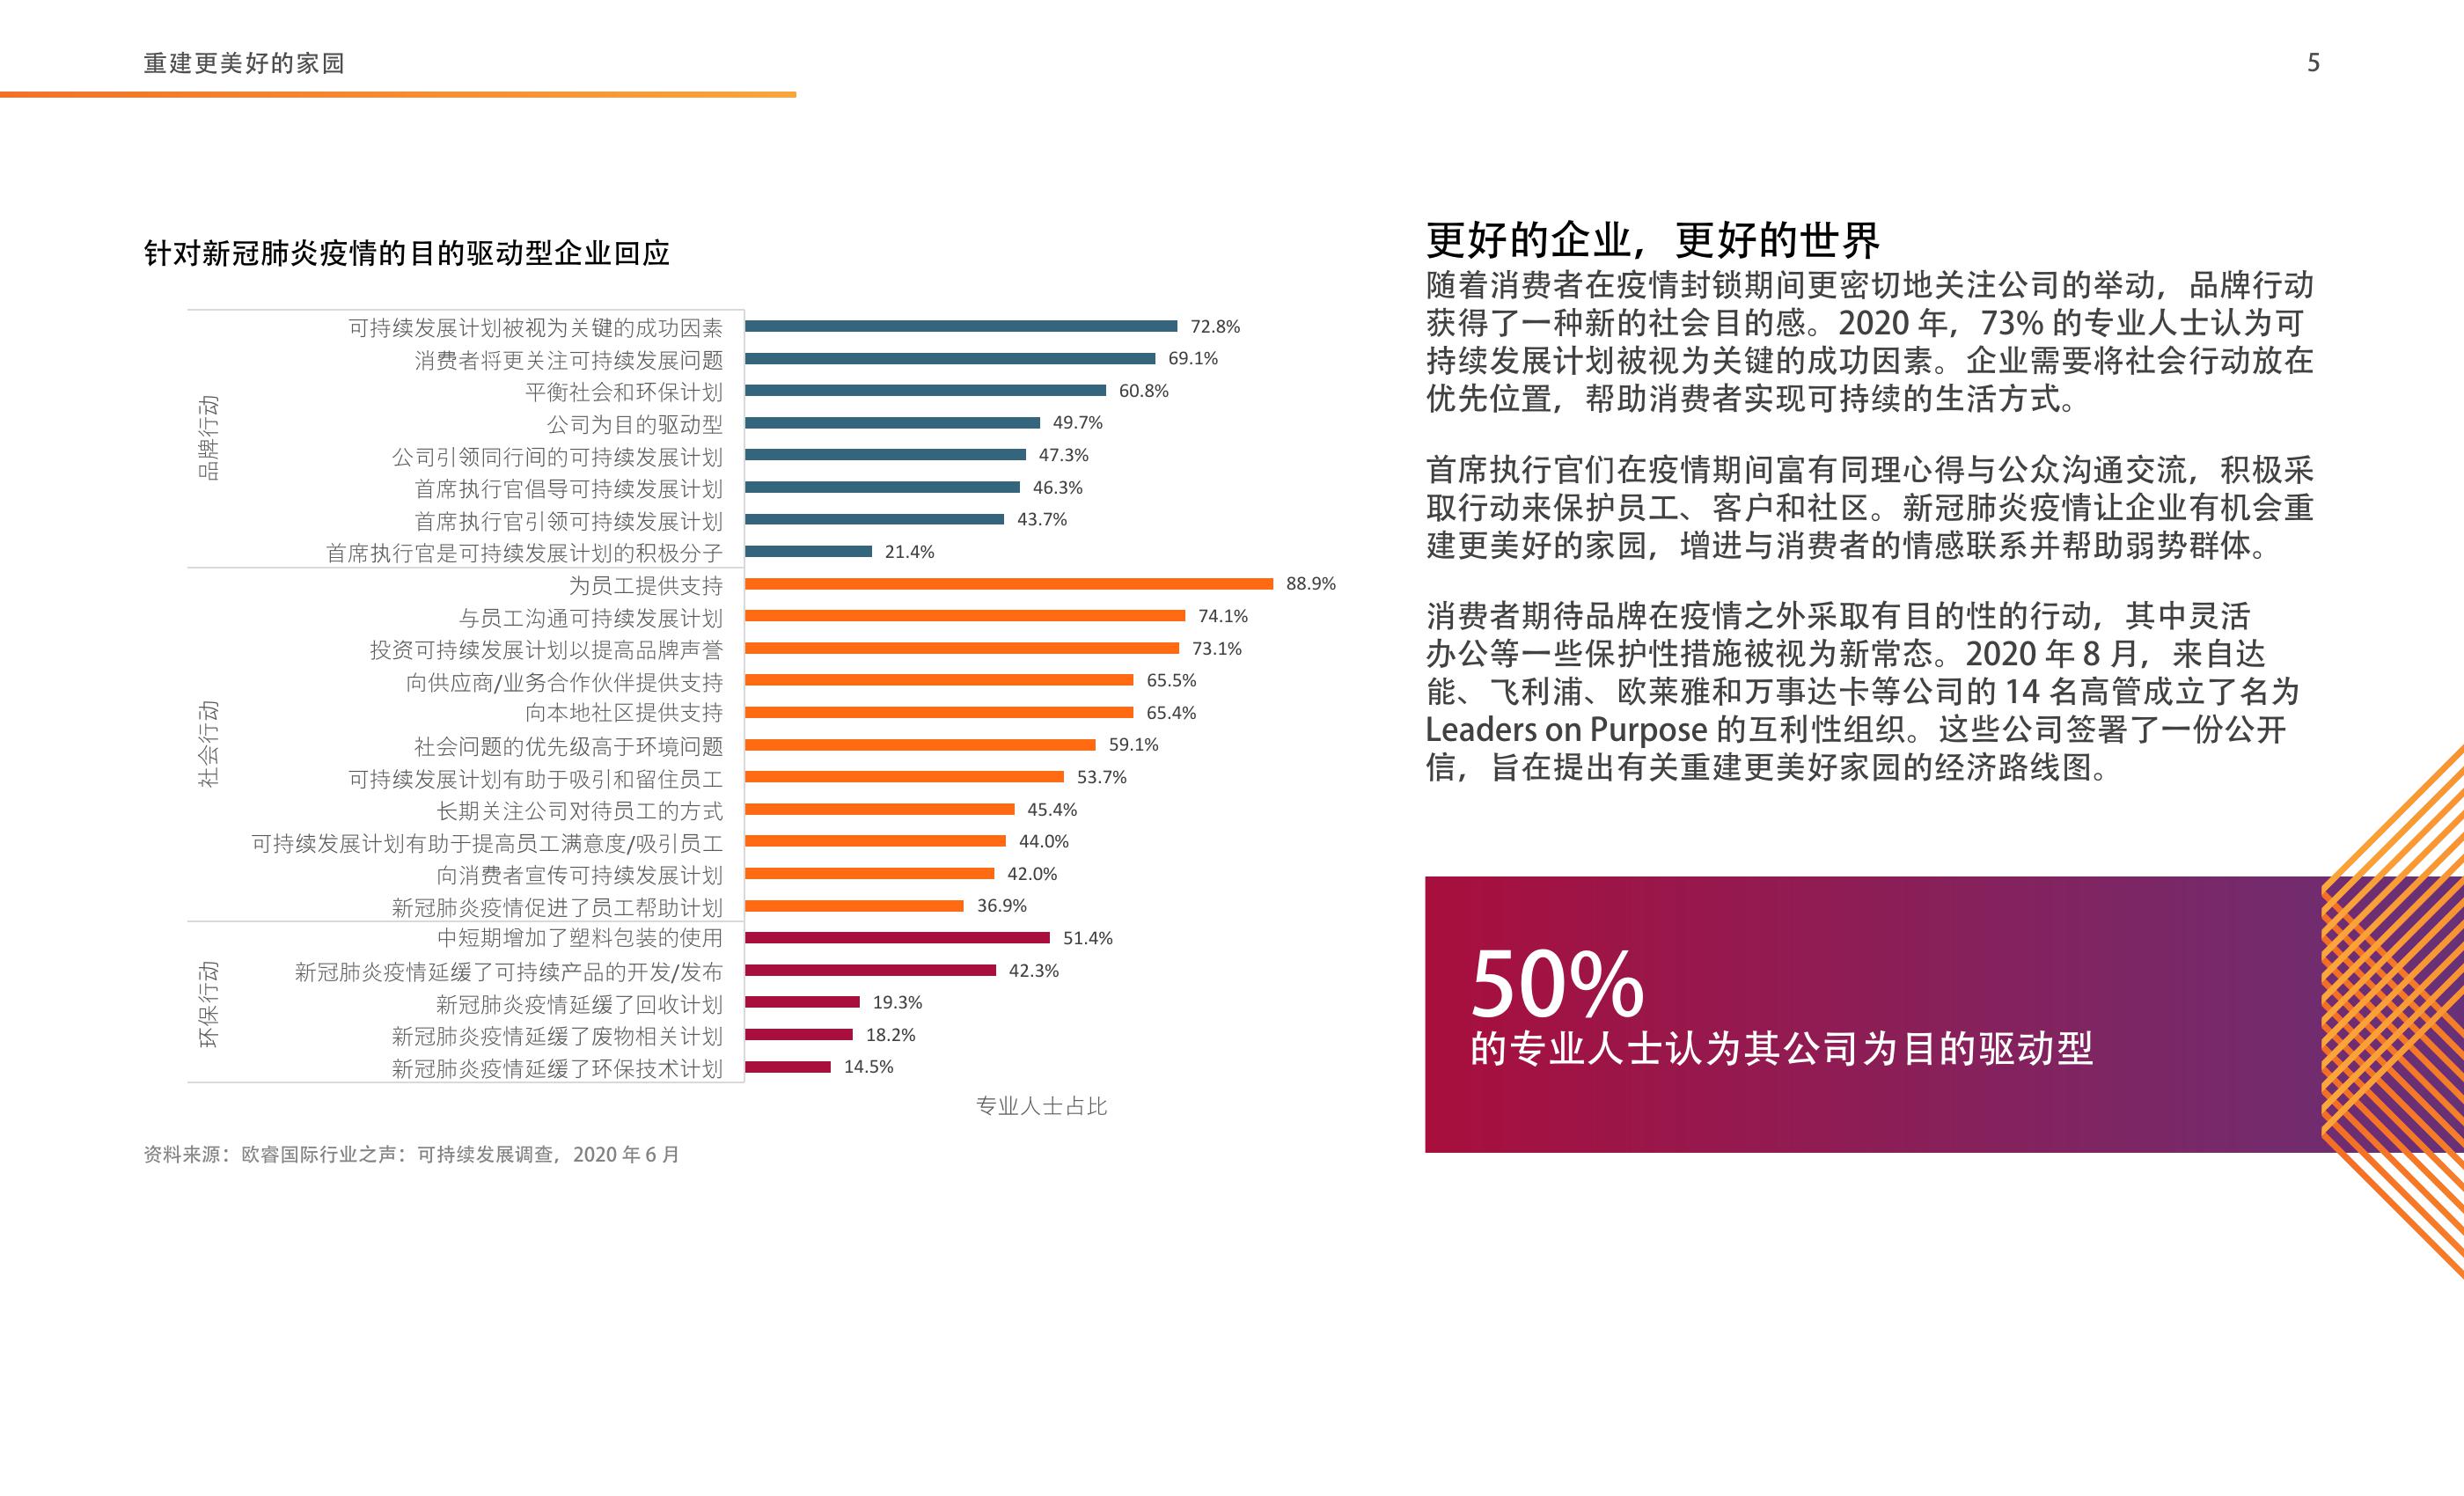 重建更美好的家园
5
针对新冠肺炎疫情的目的驱动型企业回应
品牌行动
可持续发展计划被视为关键的成功因素 72.8%
消费者将更关注可持续发展问题 69.1%
平衡社会和环保计划 60.8%
公司为目的驱动型 49.7%
公司引领同行间的可持续发展计划 47.3%
首席执行官倡导可持续发展计划 46.3%
首席执行官引领可持续发展计划 43.7%
首席执行官是可持续发展计划的积极分子 21.4%
社会行动
为员工提供支持 88.9%
与员工沟通可持续发展计划 74.1%
投资可持续发展计划以提高品牌声誉 73.1%
向供应商/业务合作伙伴提供支持 65.5%
向本地社区提供支持 65.4%
社会问题的优先级高于环境问题 59.1%
可持续发展计划有助于吸引和留住员工 53.7%
长期关注公司对待员工的方式 45.4%
可持续发展计划有助于提高员工满意度/吸引员工 44.0%
向消费者宣传可持续发展计划 42.0%
新冠肺炎疫情促进了员工帮助计划 36.9%
环保行动
中短期增加了塑料包装的使用 51.4%
新冠肺炎疫情延缓了可持续产品的开发/发布 42.3%
新冠肺炎疫情延缓了回收计划 19.3%
新冠肺炎疫情延缓了废物相关计划 18.2%
新冠肺炎疫情延缓了环保技术计划 14.5%
专业人士占比
资料来源：欧睿国际行业之声：可持续发展调查，2020 年 6 月
更好的企业，更好的世界
随着消费者在疫情封锁期间更密切地关注公司的举动，品牌行动
获得了一种新的社会目的感。2020 年，73% 的专业人士认为可
持续发展计划被视为关键的成功因素。企业需要将社会行动放在
优先位置，帮助消费者实现可持续的生活方式。
首席执行官们在疫情期间富有同理心得与公众沟通交流，积极采
取行动来保护员工、客户和社区。新冠肺炎疫情让企业有机会重
建更美好的家园，增进与消费者的情感联系并帮助弱势群体。
消费者期待品牌在疫情之外采取有目的性的行动，其中灵活
办公等一些保护性措施被视为新常态。2020 年 8 月，来自达
能、飞利浦、欧莱雅和万事达卡等公司的 14 名高管成立了名为
Leaders on Purpose 的互利性组织。这些公司签署了一份公开
信，旨在提出有关重建更美好家园的经济路线图。
50%
的专业人士认为其公司为目的驱动型